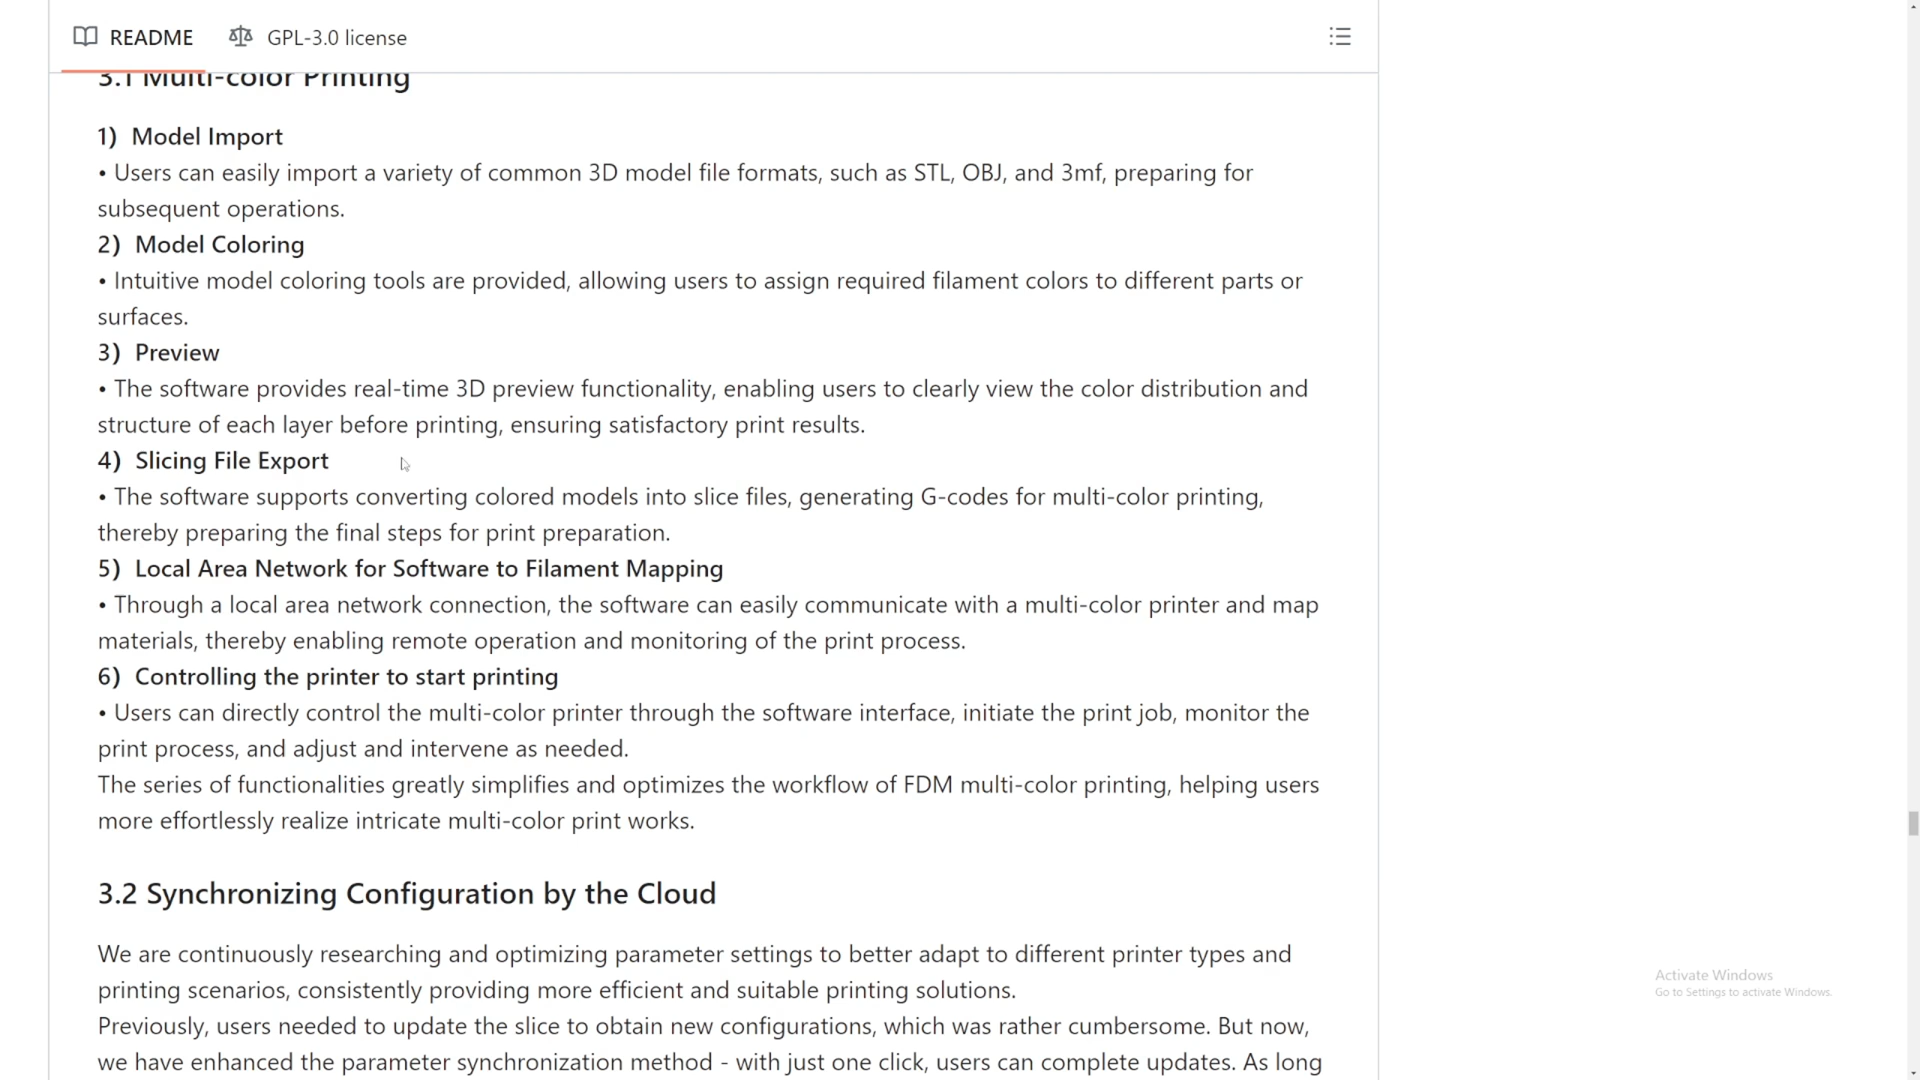 README
GPL-3.0 license
3.1 Multi-color Printing
1) Model Import
• Users can easily import a variety of common 3D model file formats, such as STL, OBJ, and 3mf, preparing for
subsequent operations.
2) Model Coloring
• Intuitive model coloring tools are provided, allowing users to assign required filament colors to different parts or
surfaces.
3) Preview
• The software provides real-time 3D preview functionality, enabling users to clearly view the color distribution and
structure of each layer before printing, ensuring satisfactory print results.
4) Slicing File Export
• The software supports converting colored models into slice files, generating G-codes for multi-color printing,
thereby preparing the final steps for print preparation.
5) Local Area Network for Software to Filament Mapping
• Through a local area network connection, the software can easily communicate with a multi-color printer and map
materials, thereby enabling remote operation and monitoring of the print process.
6) Controlling the printer to start printing
• Users can directly control the multi-color printer through the software interface, initiate the print job, monitor the
print process, and adjust and intervene as needed.
The series of functionalities greatly simplifies and optimizes the workflow of FDM multi-color printing, helping users
more effortlessly realize intricate multi-color print works.
3.2 Synchronizing Configuration by the Cloud
We are continuously researching and optimizing parameter settings to better adapt to different printer types and
printing scenarios, consistently providing more efficient and suitable printing solutions.
Previously, users needed to update the slice to obtain new configurations, which was rather cumbersome. But now,
we have enhanced the parameter synchronization method - with just one click, users can complete updates. As long
Activate Windows
Go to Settings to activate Windows.